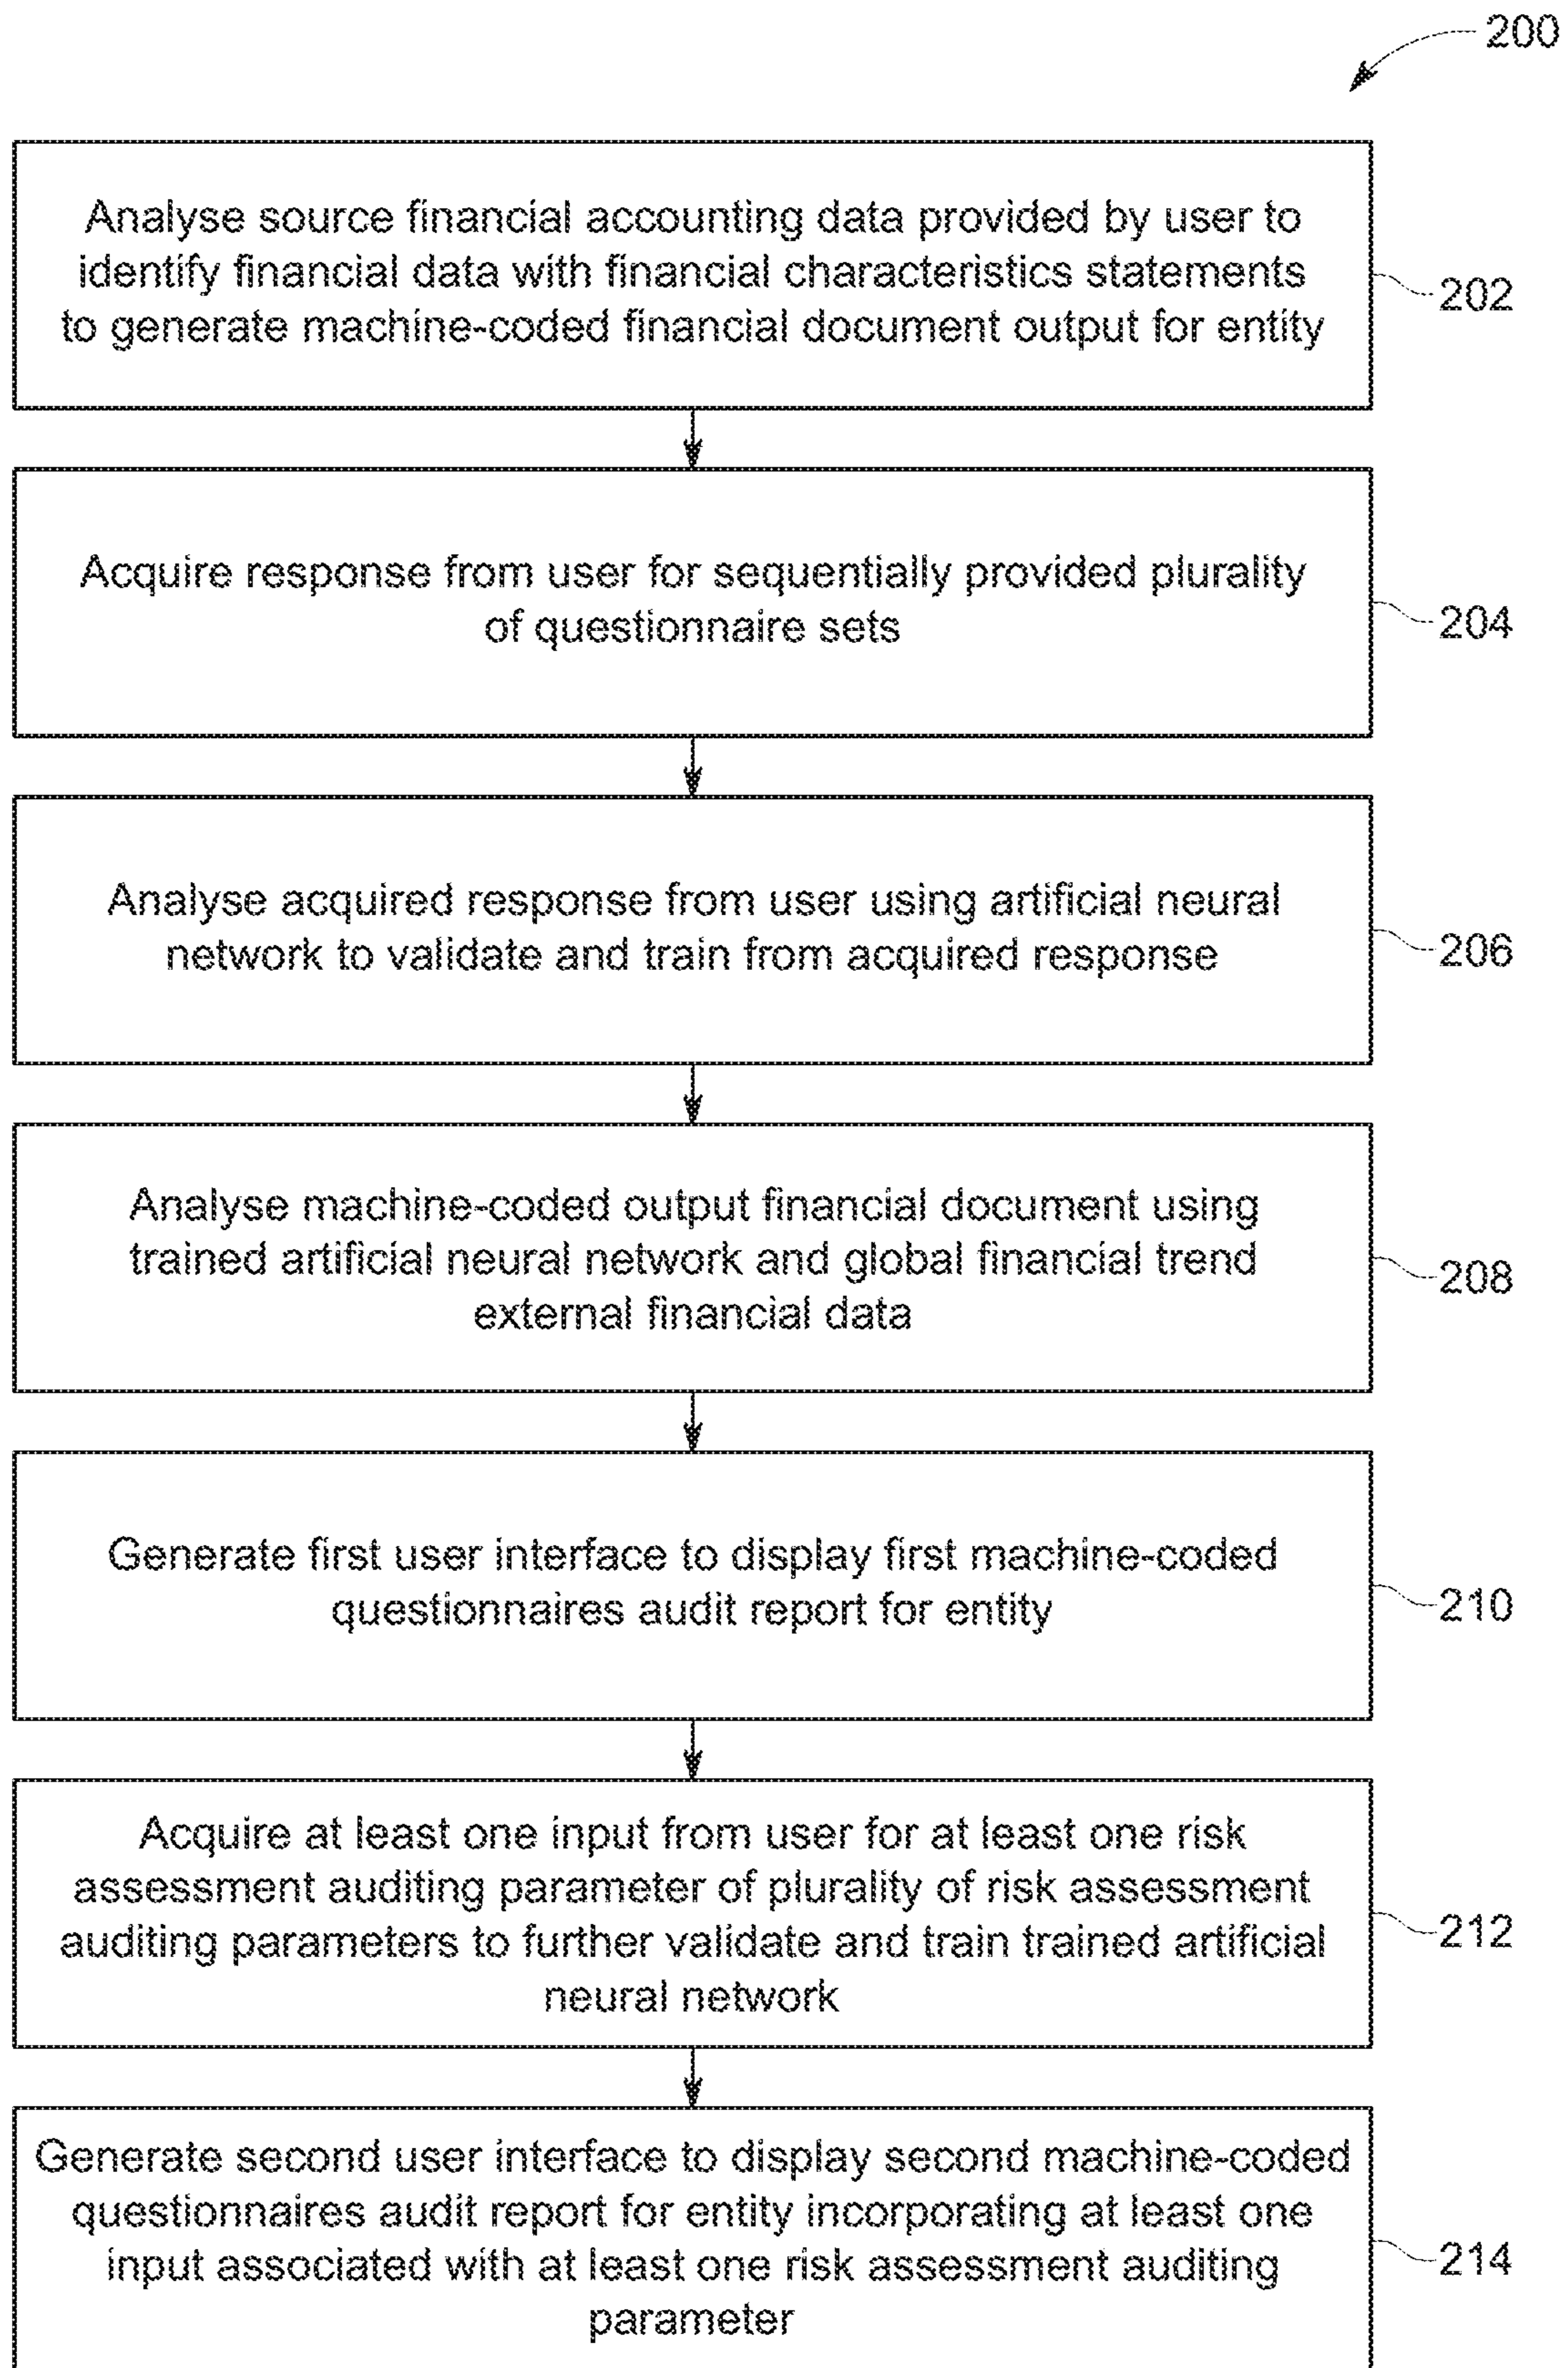 200
Analyse source financial accounting data provided by user to
identify financial data with financial characteristics statements
to generate machine-coded financial document output for entity
202
Acquire response from user for sequentially provided plurality
of questionnaire sets
204
Analyse acquired response from user using artificial neural
network to validate and train from acquired response
206
Analyse machine-coded output financial document using
trained artificial neural network and global financial trend
external financial data
208
Generate first user interface to display first machine-coded
questionnaires audit report for entity
210
Acquire at least one input from user for at least one risk
assessment auditing parameter of plurality of risk assessment
auditing parameters to further validate and train trained artificial
neural network
212
Generate second user interface to display second machine-coded
questionnaires audit report for entity incorporating at least one
input associated with at least one risk assessment auditing
parameter
214